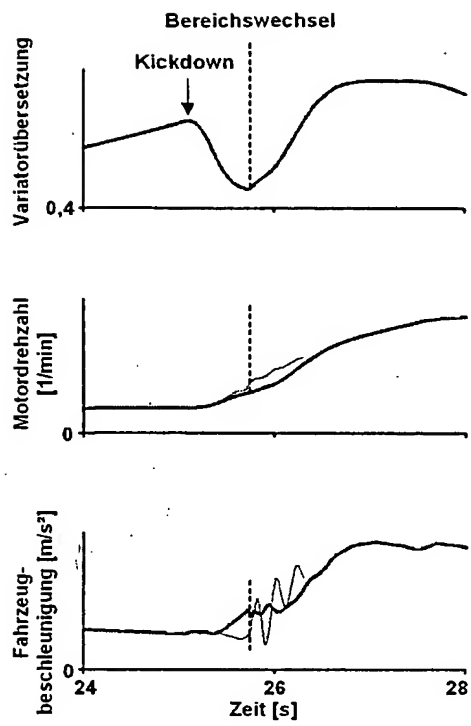 Bereichswechsel
Kickdown
Variatorübersetzung
0,4
Motordrehzahl
[1/min]
0
Fahrzeug-
beschleunigung [m/s²]
0
24
26
28
Zeit [s]